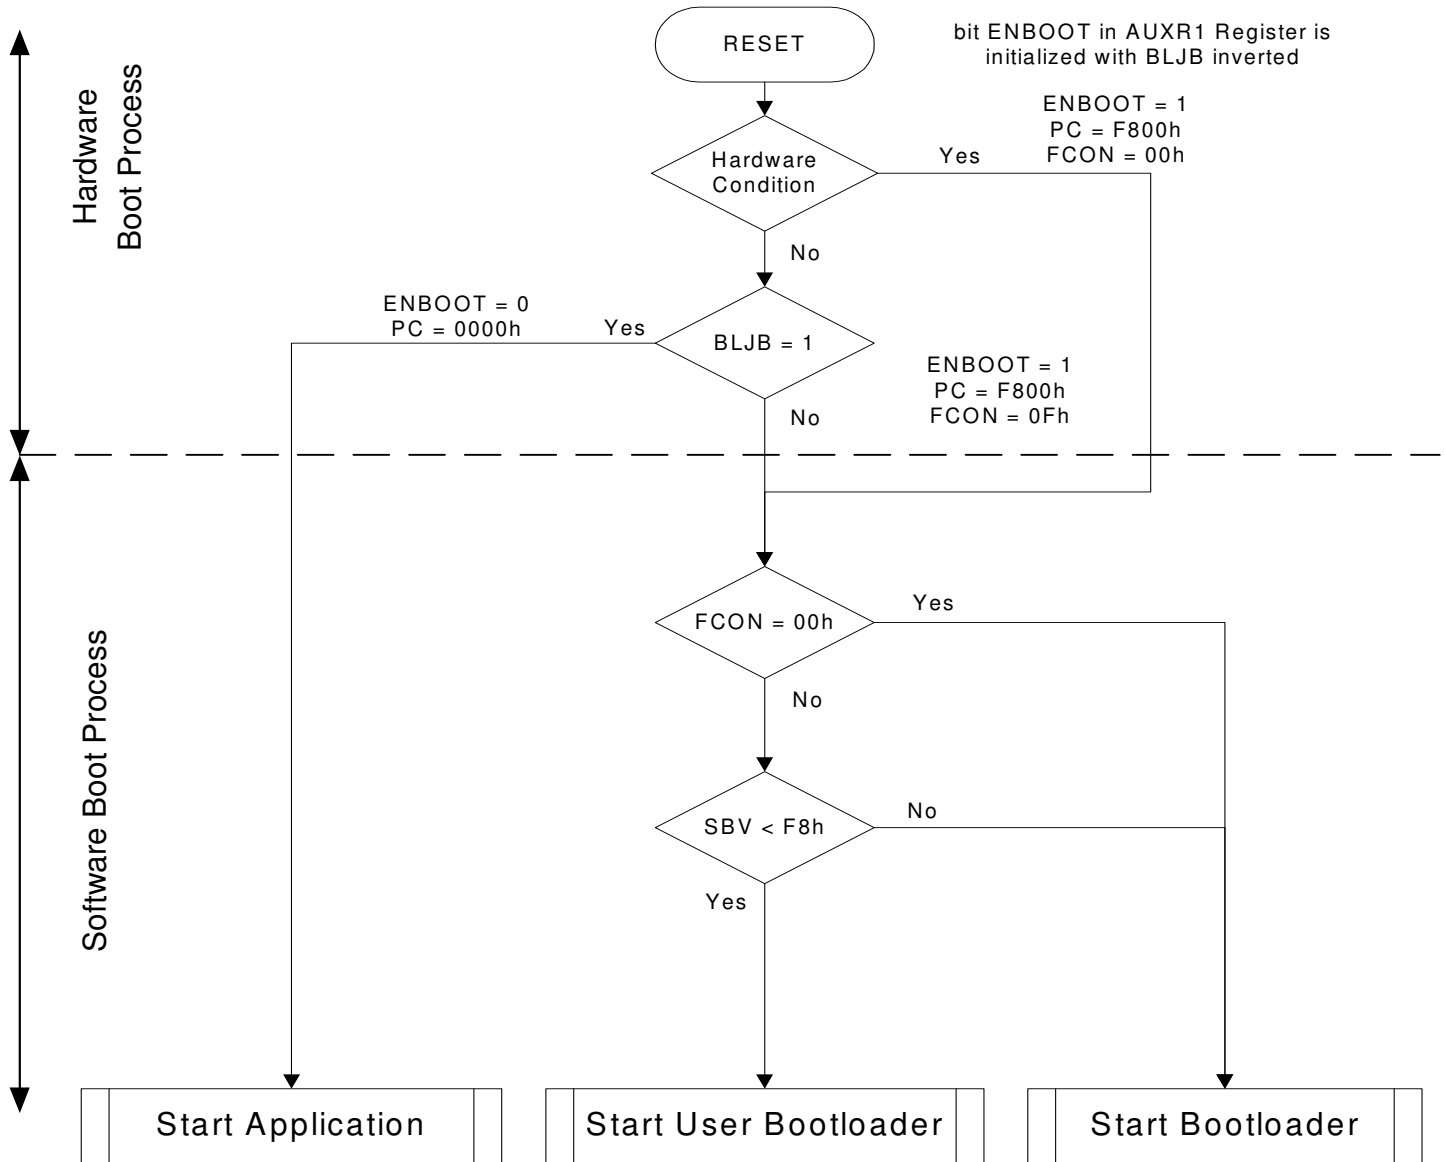 RESET
bit ENBOOT in AUXR1 Register is
initialized with BLJB inverted
Hardware
Boot Process
ENBOOT = 1
PC = F800h
FCON = 00h
Hardware
Condition
Yes
No
ENBOOT = 0
PC = 0000h
Yes
BLJB = 1
ENBOOT = 1
PC = F800h
FCON = 0Fh
No
Software Boot Process
FCON = 00h
Yes
No
SBV < F8h
No
Yes
Start Application
Start User Bootloader
Start Bootloader